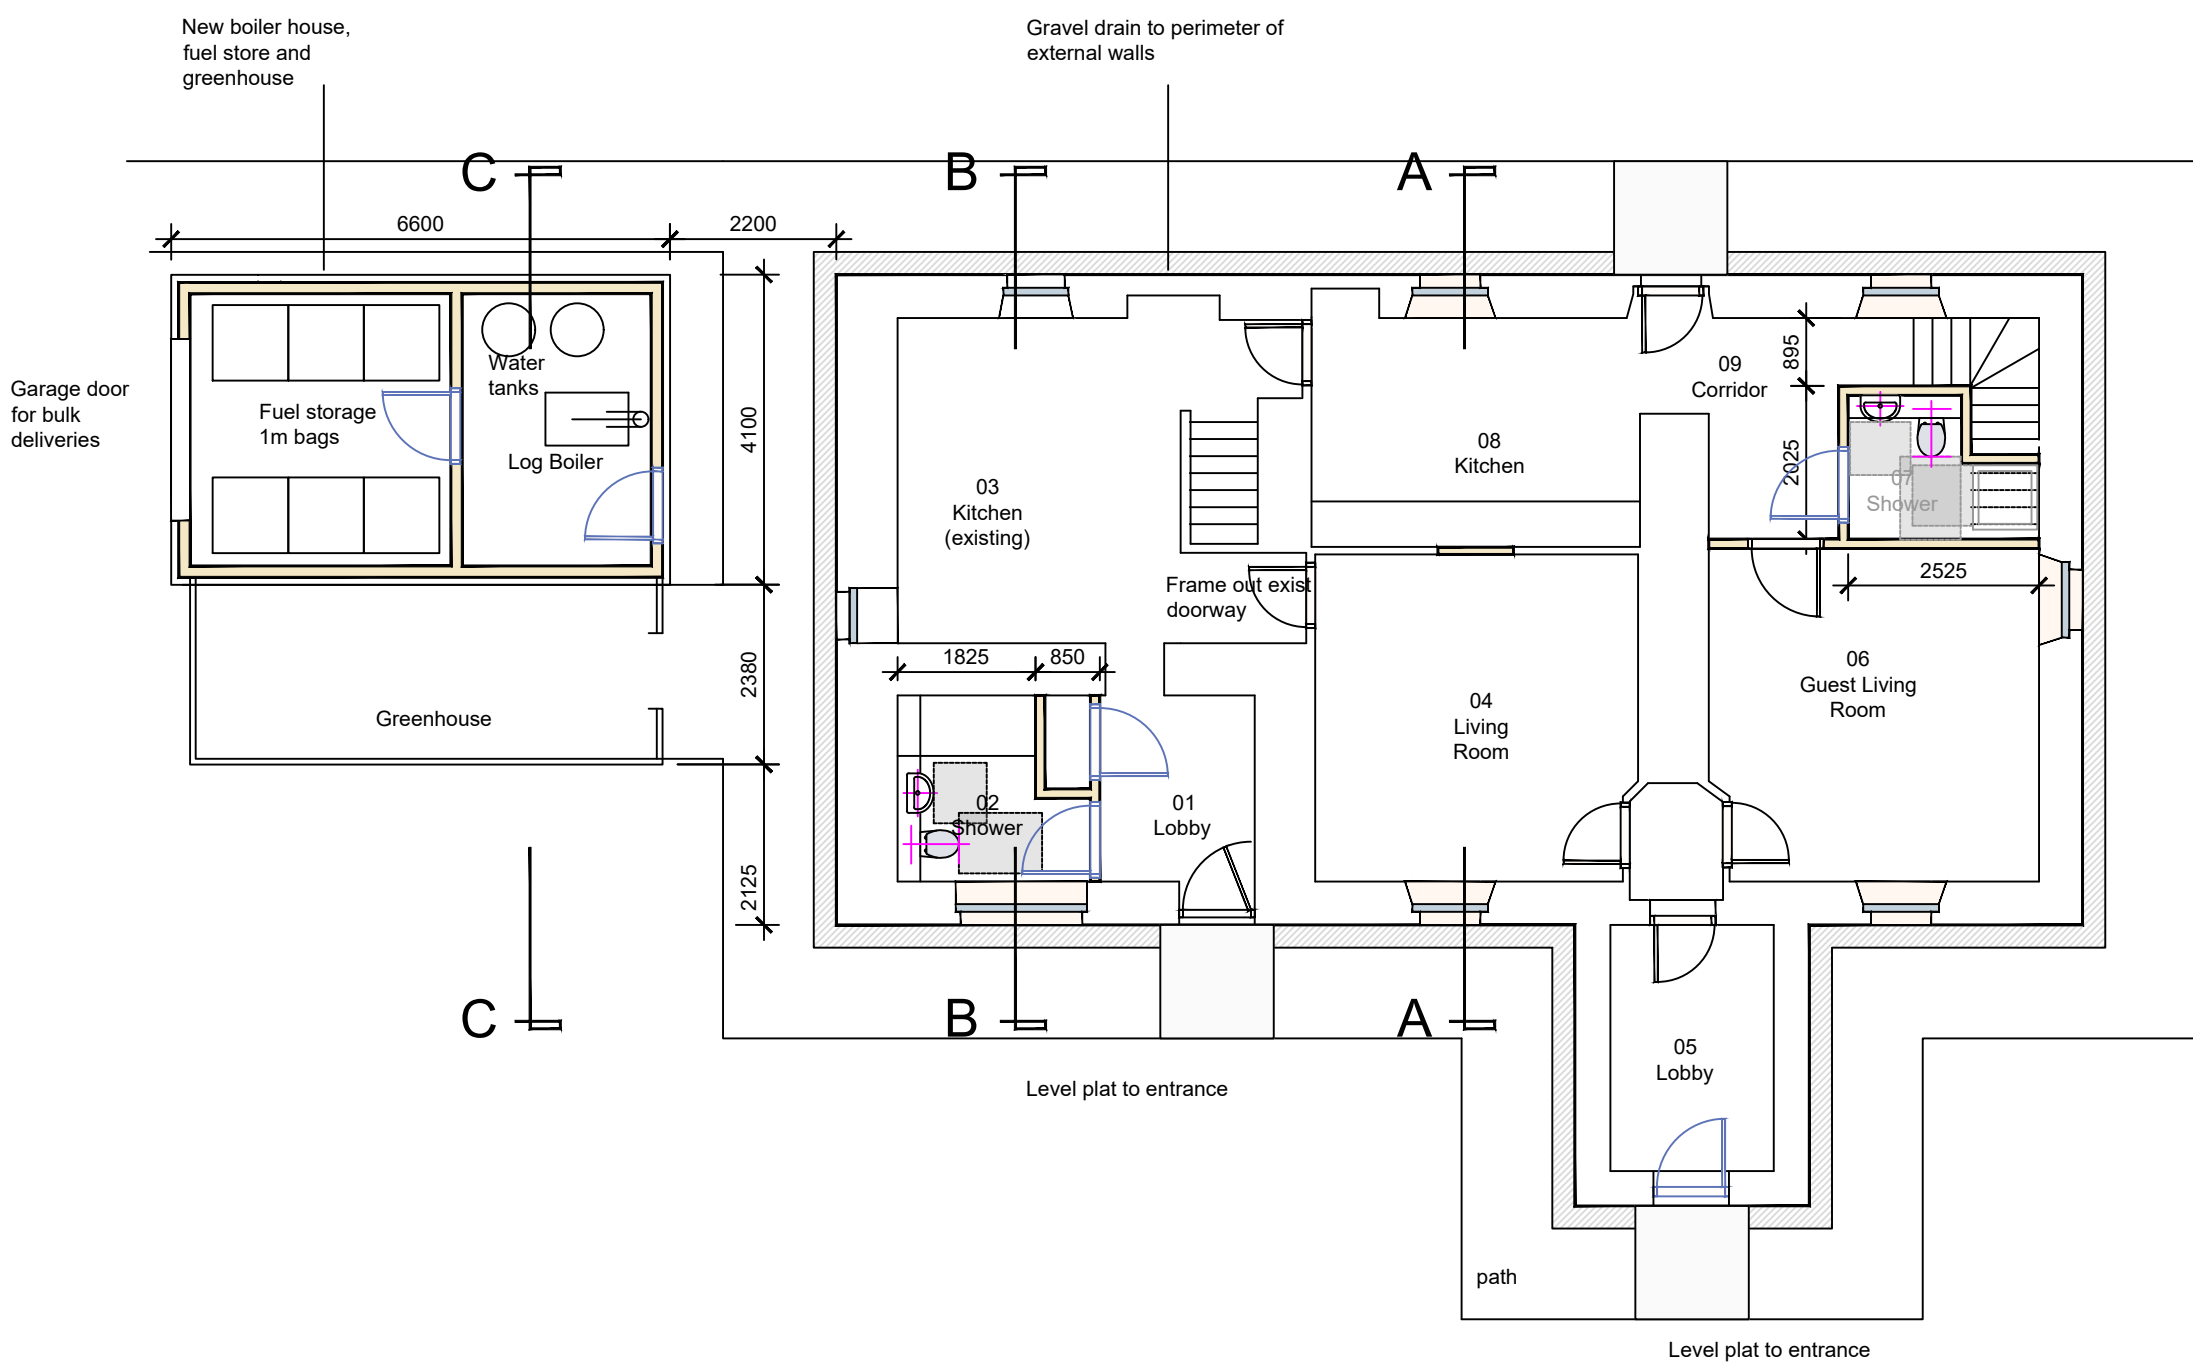 New boiler house,
fuel store and
greenhouse
Gravel drain to perimeter of
external walls
C
B
A
6600
2200
Garage door
for bulk
deliveries
Fuel storage
1m bags
Water
tanks
Log Boiler
4100
2380
2125
Greenhouse
03
Kitchen
(existing)
Frame out exist
doorway
08
Kitchen
09
Corridor
895
2025
07
Shower
2525
1825
850
02
Shower
01
Lobby
04
Living
Room
06
Guest Living
Room
C
B
A
05
Lobby
Level plat to entrance
path
Level plat to entrance